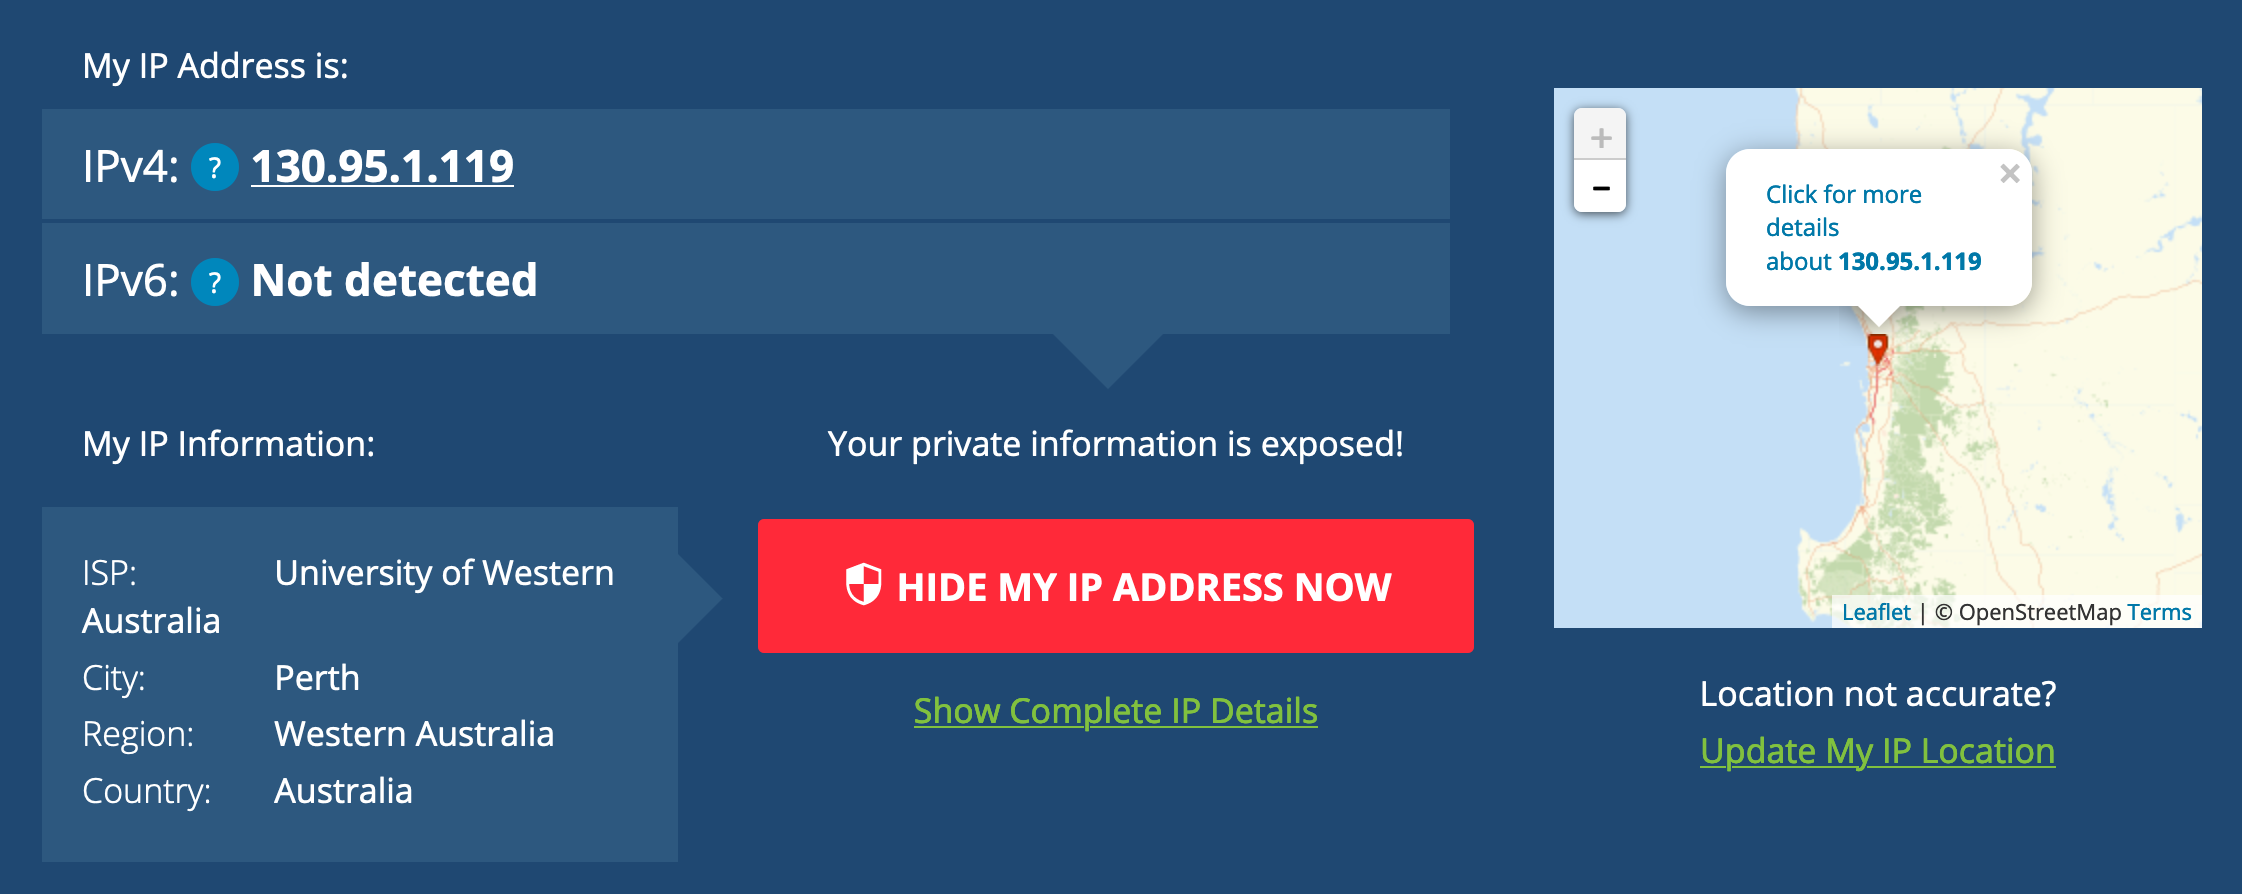 My IP Address is:
IPv4: ? 130.95.1.119
IPv6: ? Not detected
My IP Information:
ISP: University of Western
Australia
City: Perth
Region: Western Australia
Country: Australia
Your private information is exposed!
HIDE MY IP ADDRESS NOW
Show Complete IP Details
+
−
×
Click for more
details
about 130.95.1.119
Leaflet | © OpenStreetMap Terms
Location not accurate?
Update My IP Location